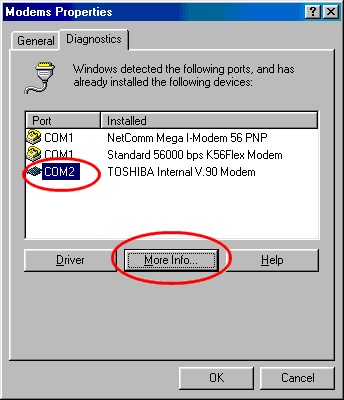 Modems Properties
General Diagnostics
Windows detected the following ports, and has
already installed the following devices:
Port Installed
COM1 NetComm Mega I-Modem 56 PNP
COM1 Standard 56000 bps K56Flex Modem
COM2 TOSHIBA Internal V.90 Modem
Driver More Info... Help
OK Cancel